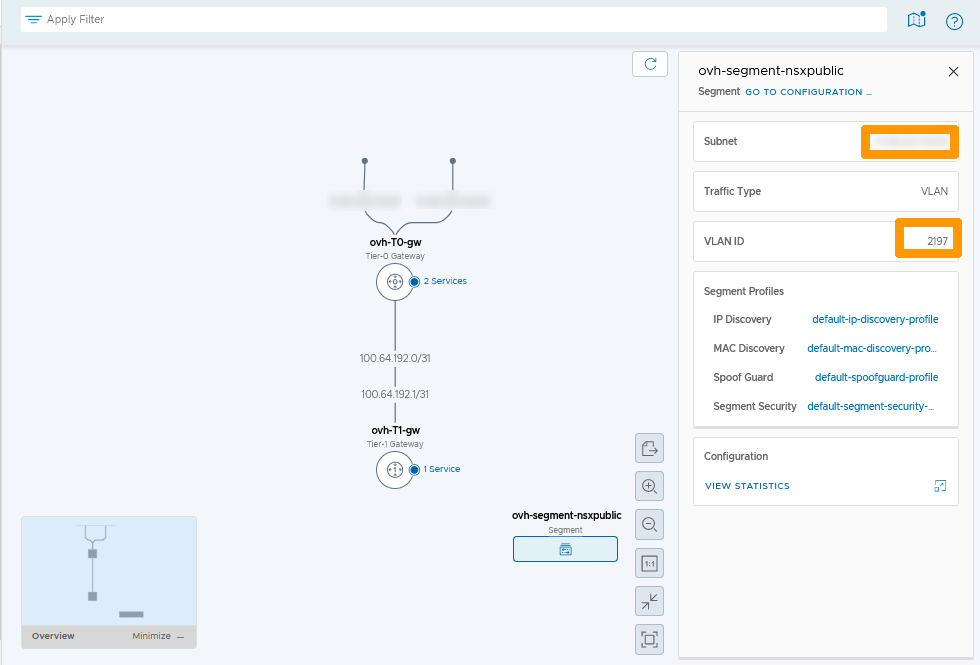 Apply Filter
ovh-segment-nsxpublic
Segment GO TO CONFIGURATION ...
Subnet
Traffic Type VLAN
VLAN ID 2197
Segment Profiles
IP Discovery default-ip-discovery-profile
MAC Discovery default-mac-discovery-pro...
Spoof Guard default-spoofguard-profile
Segment Security default-segment-security-...
Configuration
VIEW STATISTICS
ovh-T0-gw
Tier-0 Gateway
2 Services
100.64.192.0/31
100.64.192.1/31
ovh-T1-gw
Tier-1 Gateway
1 Service
ovh-segment-nsxpublic
Segment
1:1
Overview Minimize —